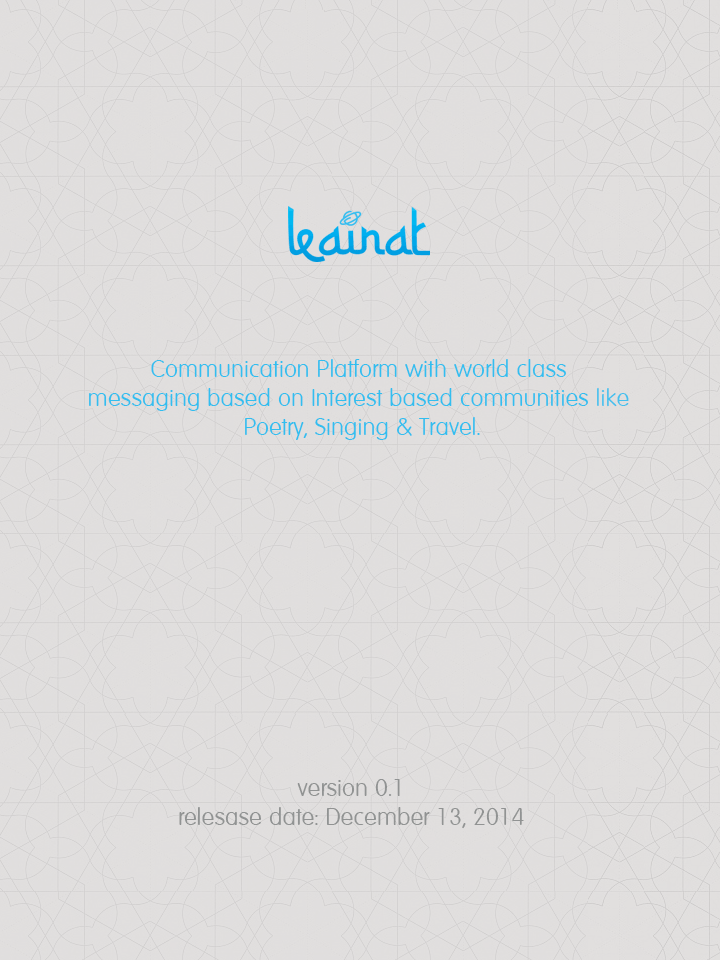 kainat
Communication Platform with world class
messaging based on Interest based communities like
Poetry, Singing & Travel.
version 0.1
relesase date: December 13, 2014